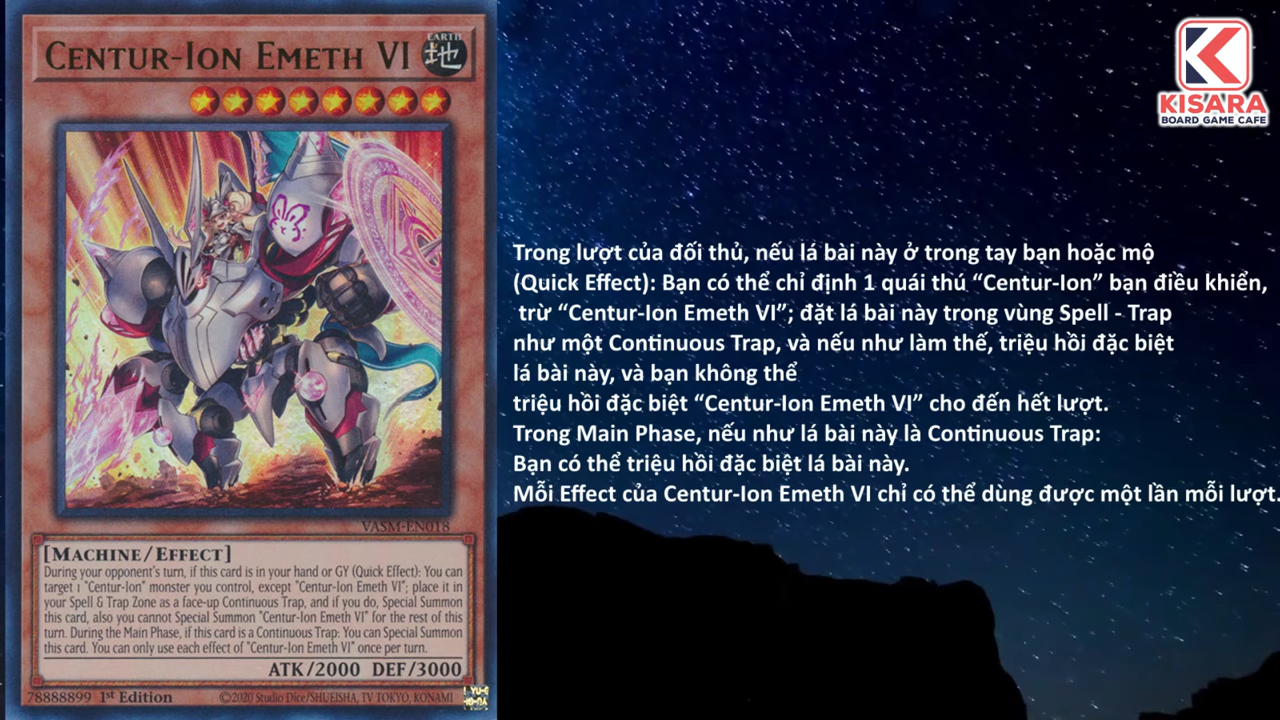 CENTUR-ION EMETH VI
EARTH
地
VASM-EN018
[MACHINE/EFFECT]
During your opponent's turn, if this card is in your hand or GY (Quick Effect): You can
target 1 "Centur-Ion" monster you control, except "Centur-Ion Emeth VI"; place it in
your Spell & Trap Zone as a face-up Continuous Trap, and if you do, Special Summon
this card, also you cannot Special Summon "Centur-Ion Emeth VI" for the rest of this
turn. During the Main Phase, if this card is a Continuous Trap: You can Special Summon
this card. You can only use each effect of "Centur-Ion Emeth VI" once per turn.
ATK/2000 DEF/3000
78888899 1st Edition ©2020 Studio Dice/SHUEISHA, TV TOKYO, KONAMI
KISARA
BOARD GAME CAFE
Trong lượt của đối thủ, nếu lá bài này ở trong tay bạn hoặc mộ
(Quick Effect): Bạn có thể chỉ định 1 quái thú “Centur-Ion” bạn điều khiển,
trừ “Centur-Ion Emeth VI”; đặt lá bài này trong vùng Spell - Trap
như một Continuous Trap, và nếu như làm thế, triệu hồi đặc biệt
lá bài này, và bạn không thể
triệu hồi đặc biệt “Centur-Ion Emeth VI” cho đến hết lượt.
Trong Main Phase, nếu như lá bài này là Continuous Trap:
Bạn có thể triệu hồi đặc biệt lá bài này.
Mỗi Effect của Centur-Ion Emeth VI chỉ có thể dùng được một lần mỗi lượt.